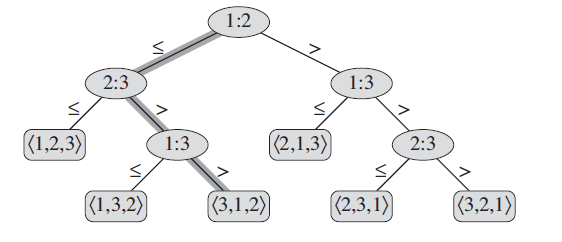 1:2
≤ >
2:3 1:3
≤ > ≤ >
⟨1,2,3⟩ 1:3 ⟨2,1,3⟩ 2:3
≤ > ≤ >
⟨1,3,2⟩ ⟨3,1,2⟩ ⟨2,3,1⟩ ⟨3,2,1⟩